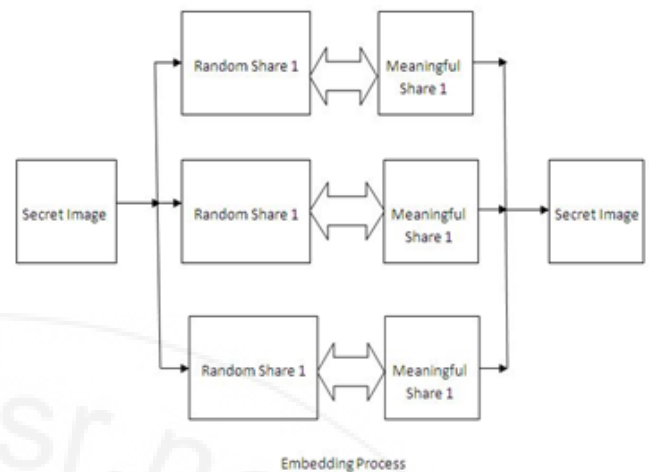 Random Share 1
Meaningful
Share 1
Secret Image
Random Share 1
Meaningful
Share 1
Secret Image
Random Share 1
Meaningful
Share 1
Embedding Process